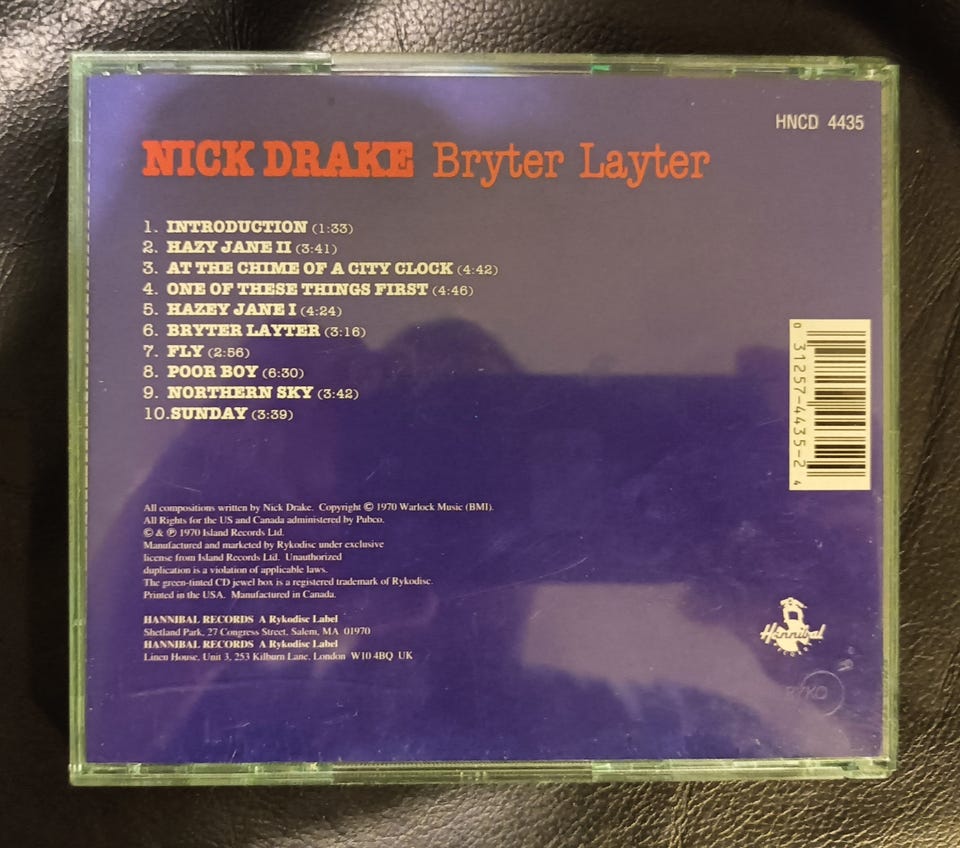 HNCD 4435
NICK DRAKE Bryter Layter
1. INTRODUCTION (1:33)
2. HAZY JANE II (3:41)
3. AT THE CHIME OF A CITY CLOCK (4:42)
4. ONE OF THESE THINGS FIRST (4:46)
5. HAZEY JANE I (4:24)
6. BRYTER LAYTER (3:16)
7. FLY (2:56)
8. POOR BOY (6:30)
9. NORTHERN SKY (3:42)
10.SUNDAY (3:39)
0 31257-4435-2 4
All compositions written by Nick Drake. Copyright © 1970 Warlock Music (BMI).
All Rights for the US and Canada administered by Pubco.
© & ℗ 1970 Island Records Ltd.
Manufactured and marketed by Rykodisc under exclusive
license from Island Records Ltd. Unauthorized
duplication is a violation of applicable laws.
The green-tinted CD jewel box is a registered trademark of Rykodisc.
Printed in the USA. Manufactured in Canada.
HANNIBAL RECORDS A Rykodisc Label
Shetland Park, 27 Congress Street, Salem, MA 01970
HANNIBAL RECORDS A Rykodisc Label
Linen House, Unit 3, 253 Kilburn Lane, London W10 4BQ UK
Hannibal
RECORDS
RYKO